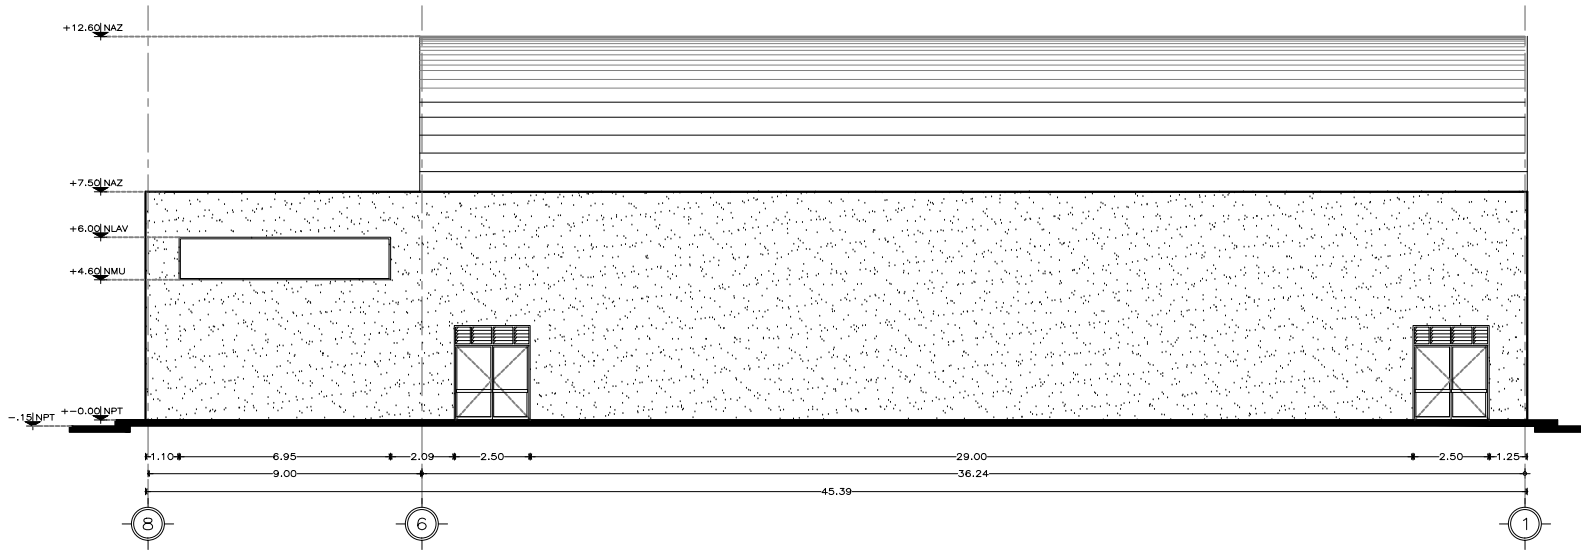 +12.60 NAZ
+7.50 NAZ
+6.00 NLAV
+4.60 NMU
+-0.00 NPT
-.15 NPT
1.10 6.95 2.09 2.50 29.00 2.50 1.25
9.00 36.24
45.39
8 6 1